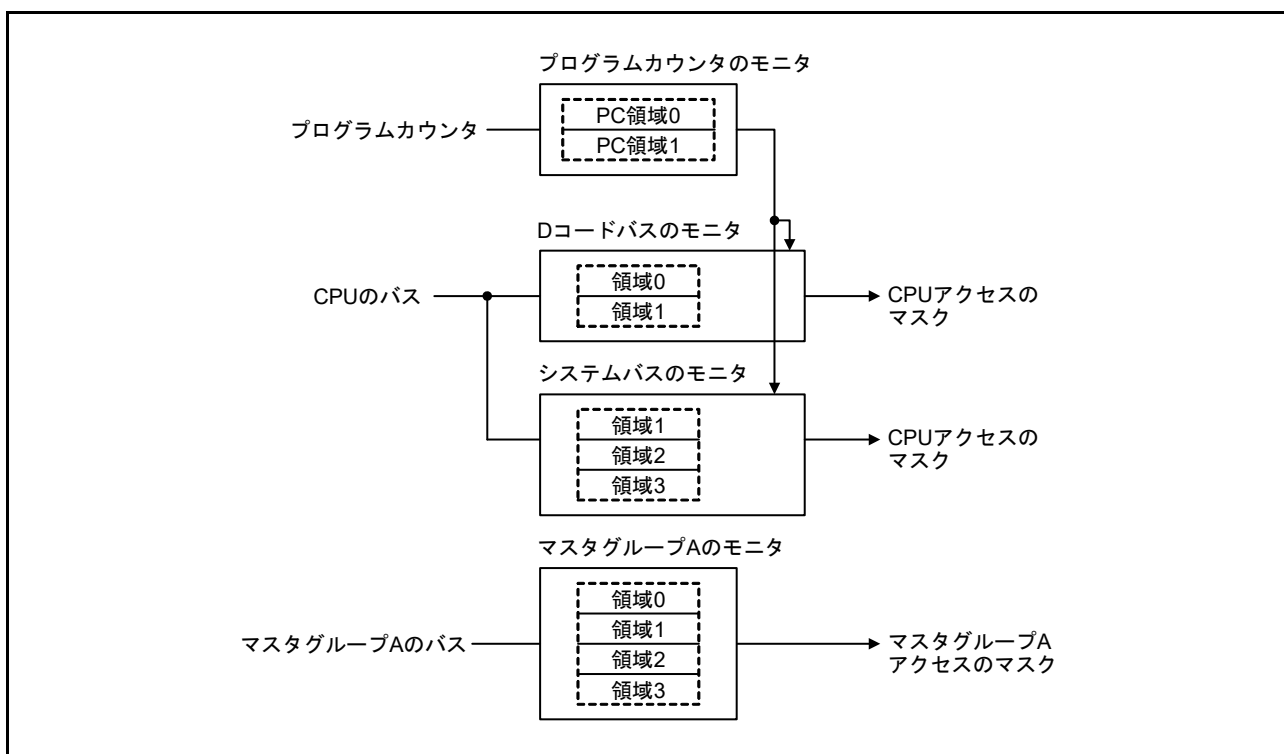 プログラムカウンタのモニタ
プログラムカウンタ
PC領域0
PC領域1
Dコードバスのモニタ
CPUのバス
領域0
領域1
CPUアクセスの
マスク
システムバスのモニタ
領域1
領域2
領域3
CPUアクセスの
マスク
マスタグループAのモニタ
マスタグループAのバス
領域0
領域1
領域2
領域3
マスタグループA
アクセスのマスク